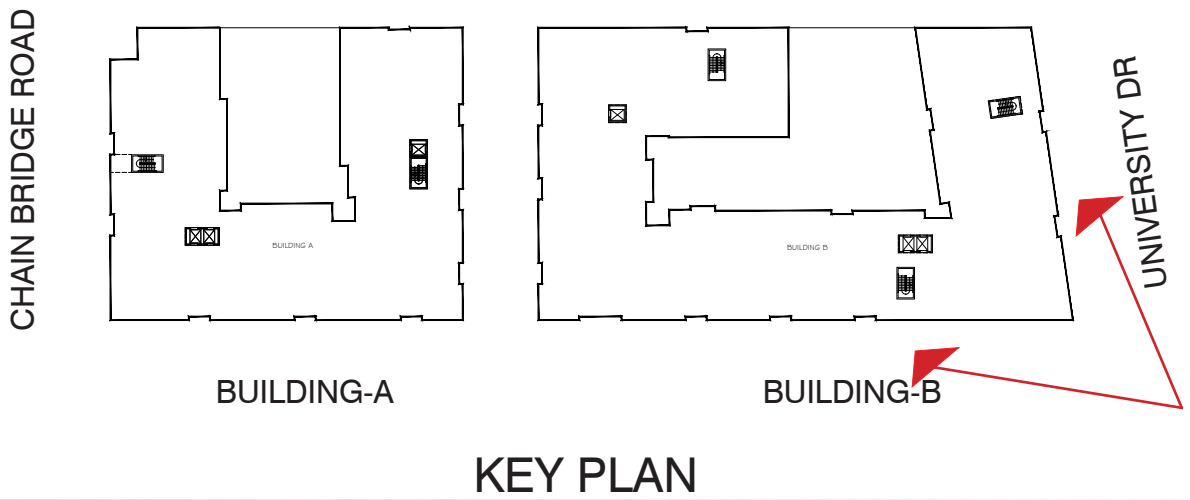 CHAIN BRIDGE ROAD
UNIVERSITY DR
BUILDING A
BUILDING B
BUILDING-A
BUILDING-B
KEY PLAN